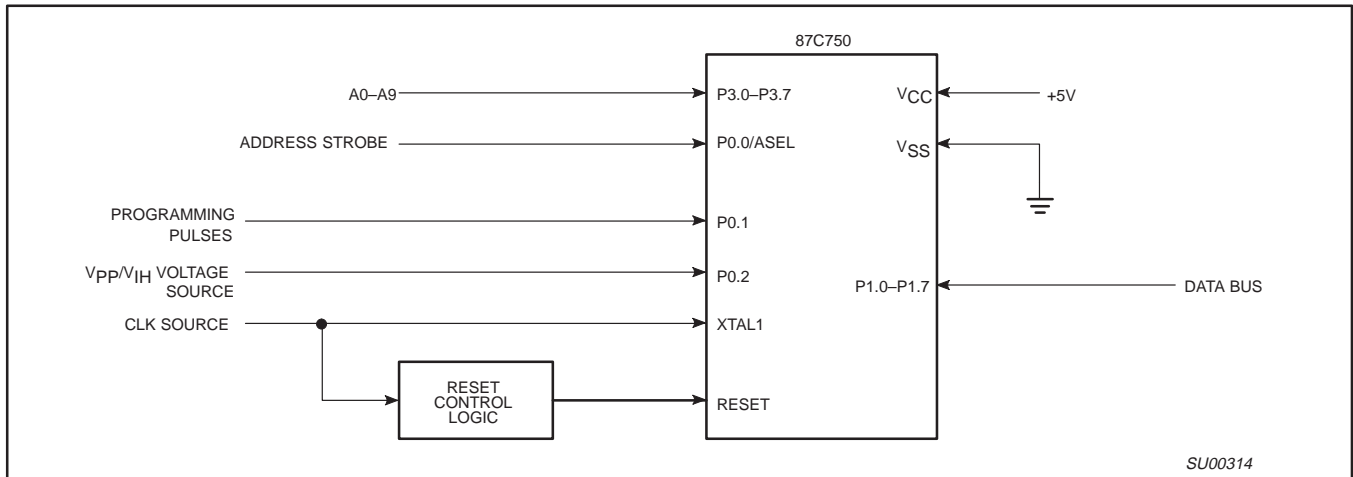 87C750
A0–A9
P3.0–P3.7
VCC
+5V
ADDRESS STROBE
P0.0/ASEL
VSS
PROGRAMMING
PULSES
P0.1
VPP/VIH VOLTAGE
SOURCE
P0.2
P1.0–P1.7
DATA BUS
CLK SOURCE
XTAL1
RESET
CONTROL
LOGIC
RESET
SU00314